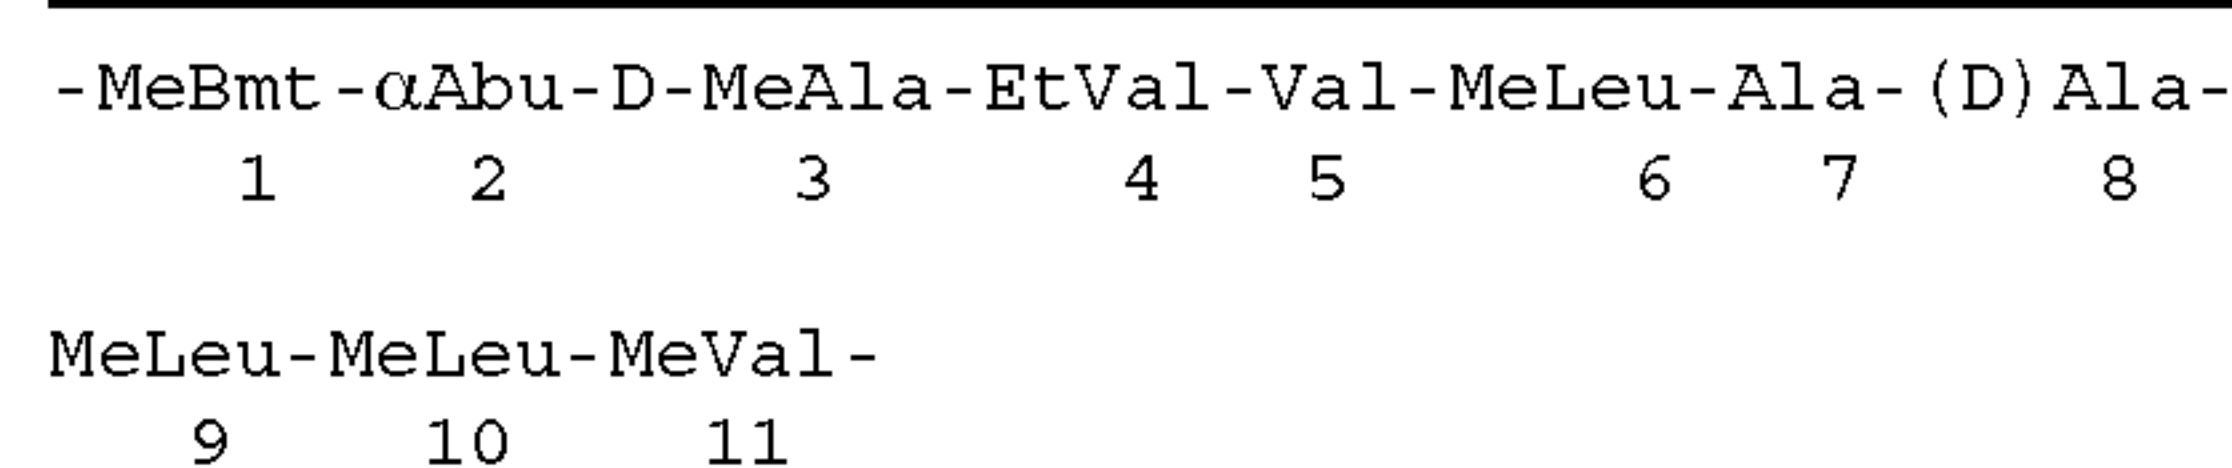 -MeBmt-αAbu-D-MeAla-EtVal-Val-MeLeu-Ala-(D)Ala-
1 2 3 4 5 6 7 8
MeLeu-MeLeu-MeVal-
9 10 11